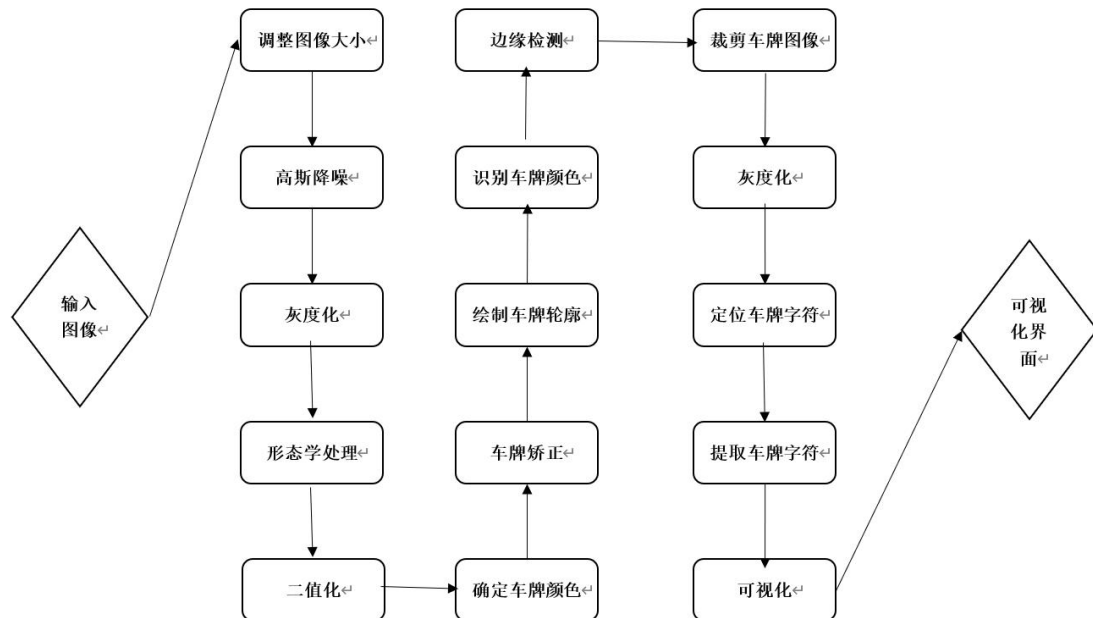 输入
图像
调整图像大小
高斯降噪
灰度化
形态学处理
二值化
确定车牌颜色
车牌矫正
绘制车牌轮廓
识别车牌颜色
边缘检测
裁剪车牌图像
灰度化
定位车牌字符
提取车牌字符
可视化
可视
化界
面